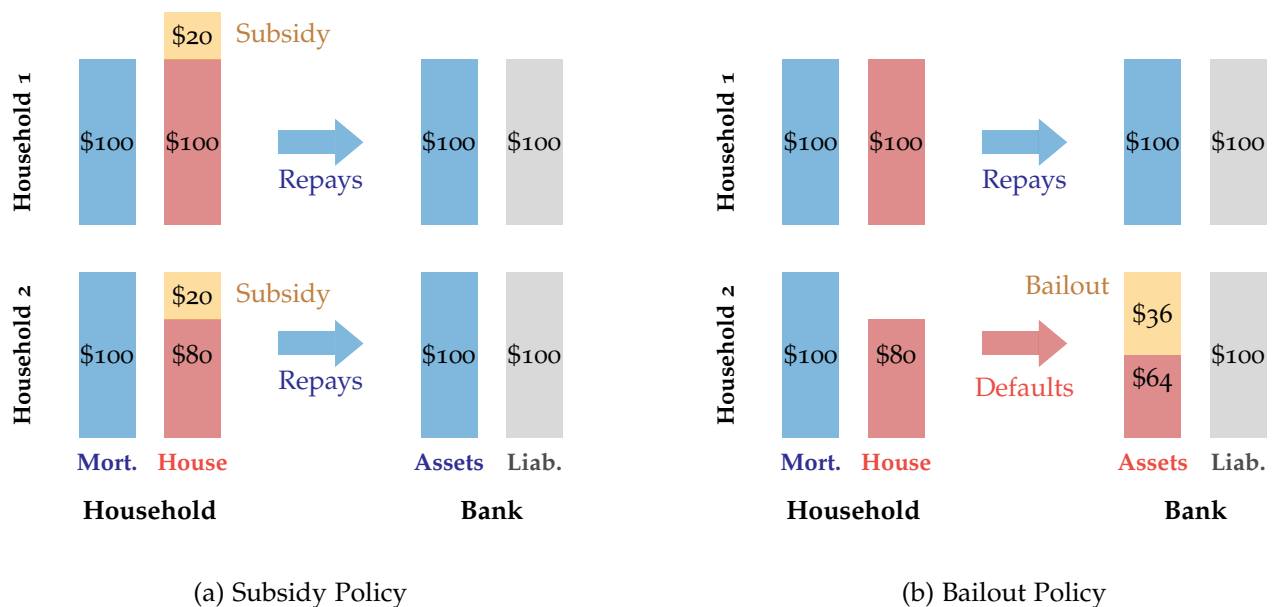 $20 Subsidy
Household 1
$100 $100 $100 $100
Repays
$20 Subsidy
Household 2
$100 $80 $100 $100
Repays
Mort. House Assets Liab.
Household Bank
(a) Subsidy Policy
Household 1
$100 $100 $100 $100
Repays
Household 2
Bailout
$36
$100 $80 $100
$64
Defaults
Mort. House Assets Liab.
Household Bank
(b) Bailout Policy